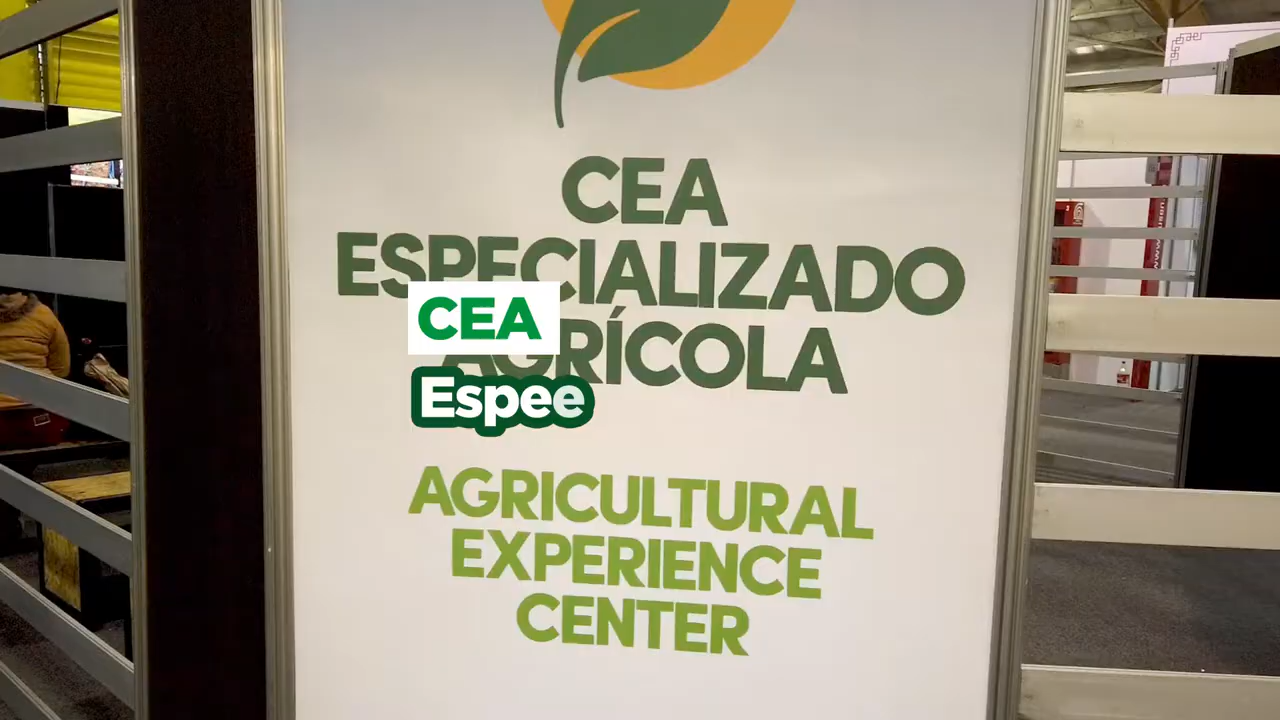 CEA
ESPECIALIZADO
AGRÍCOLA
CEA
Espee
AGRICULTURAL
EXPERIENCE
CENTER